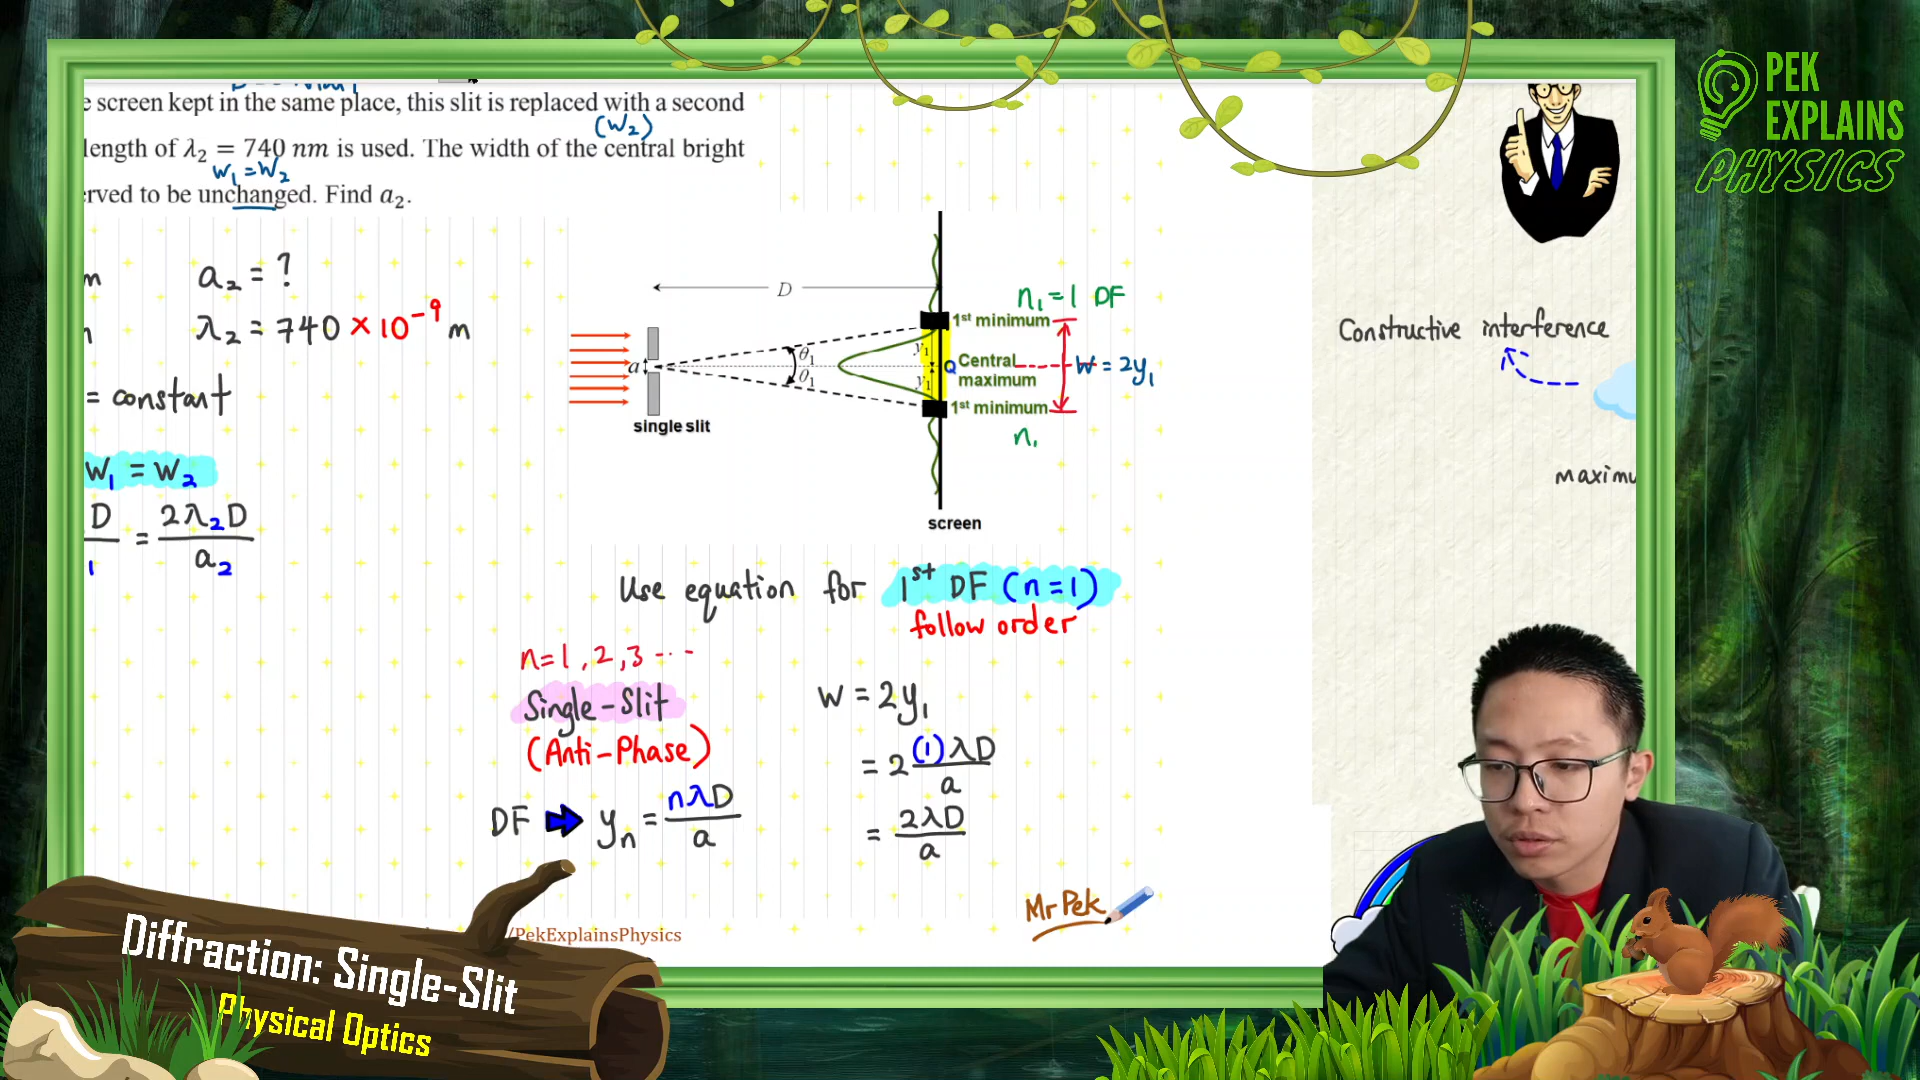 e screen kept in the same place, this slit is replaced with a second
(W₂)
length of λ₂ = 740 nm is used. The width of the central bright
W₁ = W₂
rved to be unchanged. Find a₂.
m
a₂ = ?
λ₂ = 740 × 10⁻⁹ m
= constant
W₁ = W₂
D = 2λ₂D
1 a₂
D
n₁ = 1 DF
1st minimum
θ₁
y₁
a
Q Central maximum
W = 2y₁
θ₁
y₁
1st minimum
n₁
single slit
screen
Use equation for 1st DF (n=1)
follow order
n=1, 2, 3 ...
Single-Slit
(Anti-Phase)
DF yn = nλD
a
W = 2y₁
= 2 (1)λD
a
= 2λD
a
Mr Pek
/PekExplainsPhysics
Constructive interference
maximu
PEK
EXPLAINS
PHYSICS
Diffraction: Single-Slit
Physical Optics